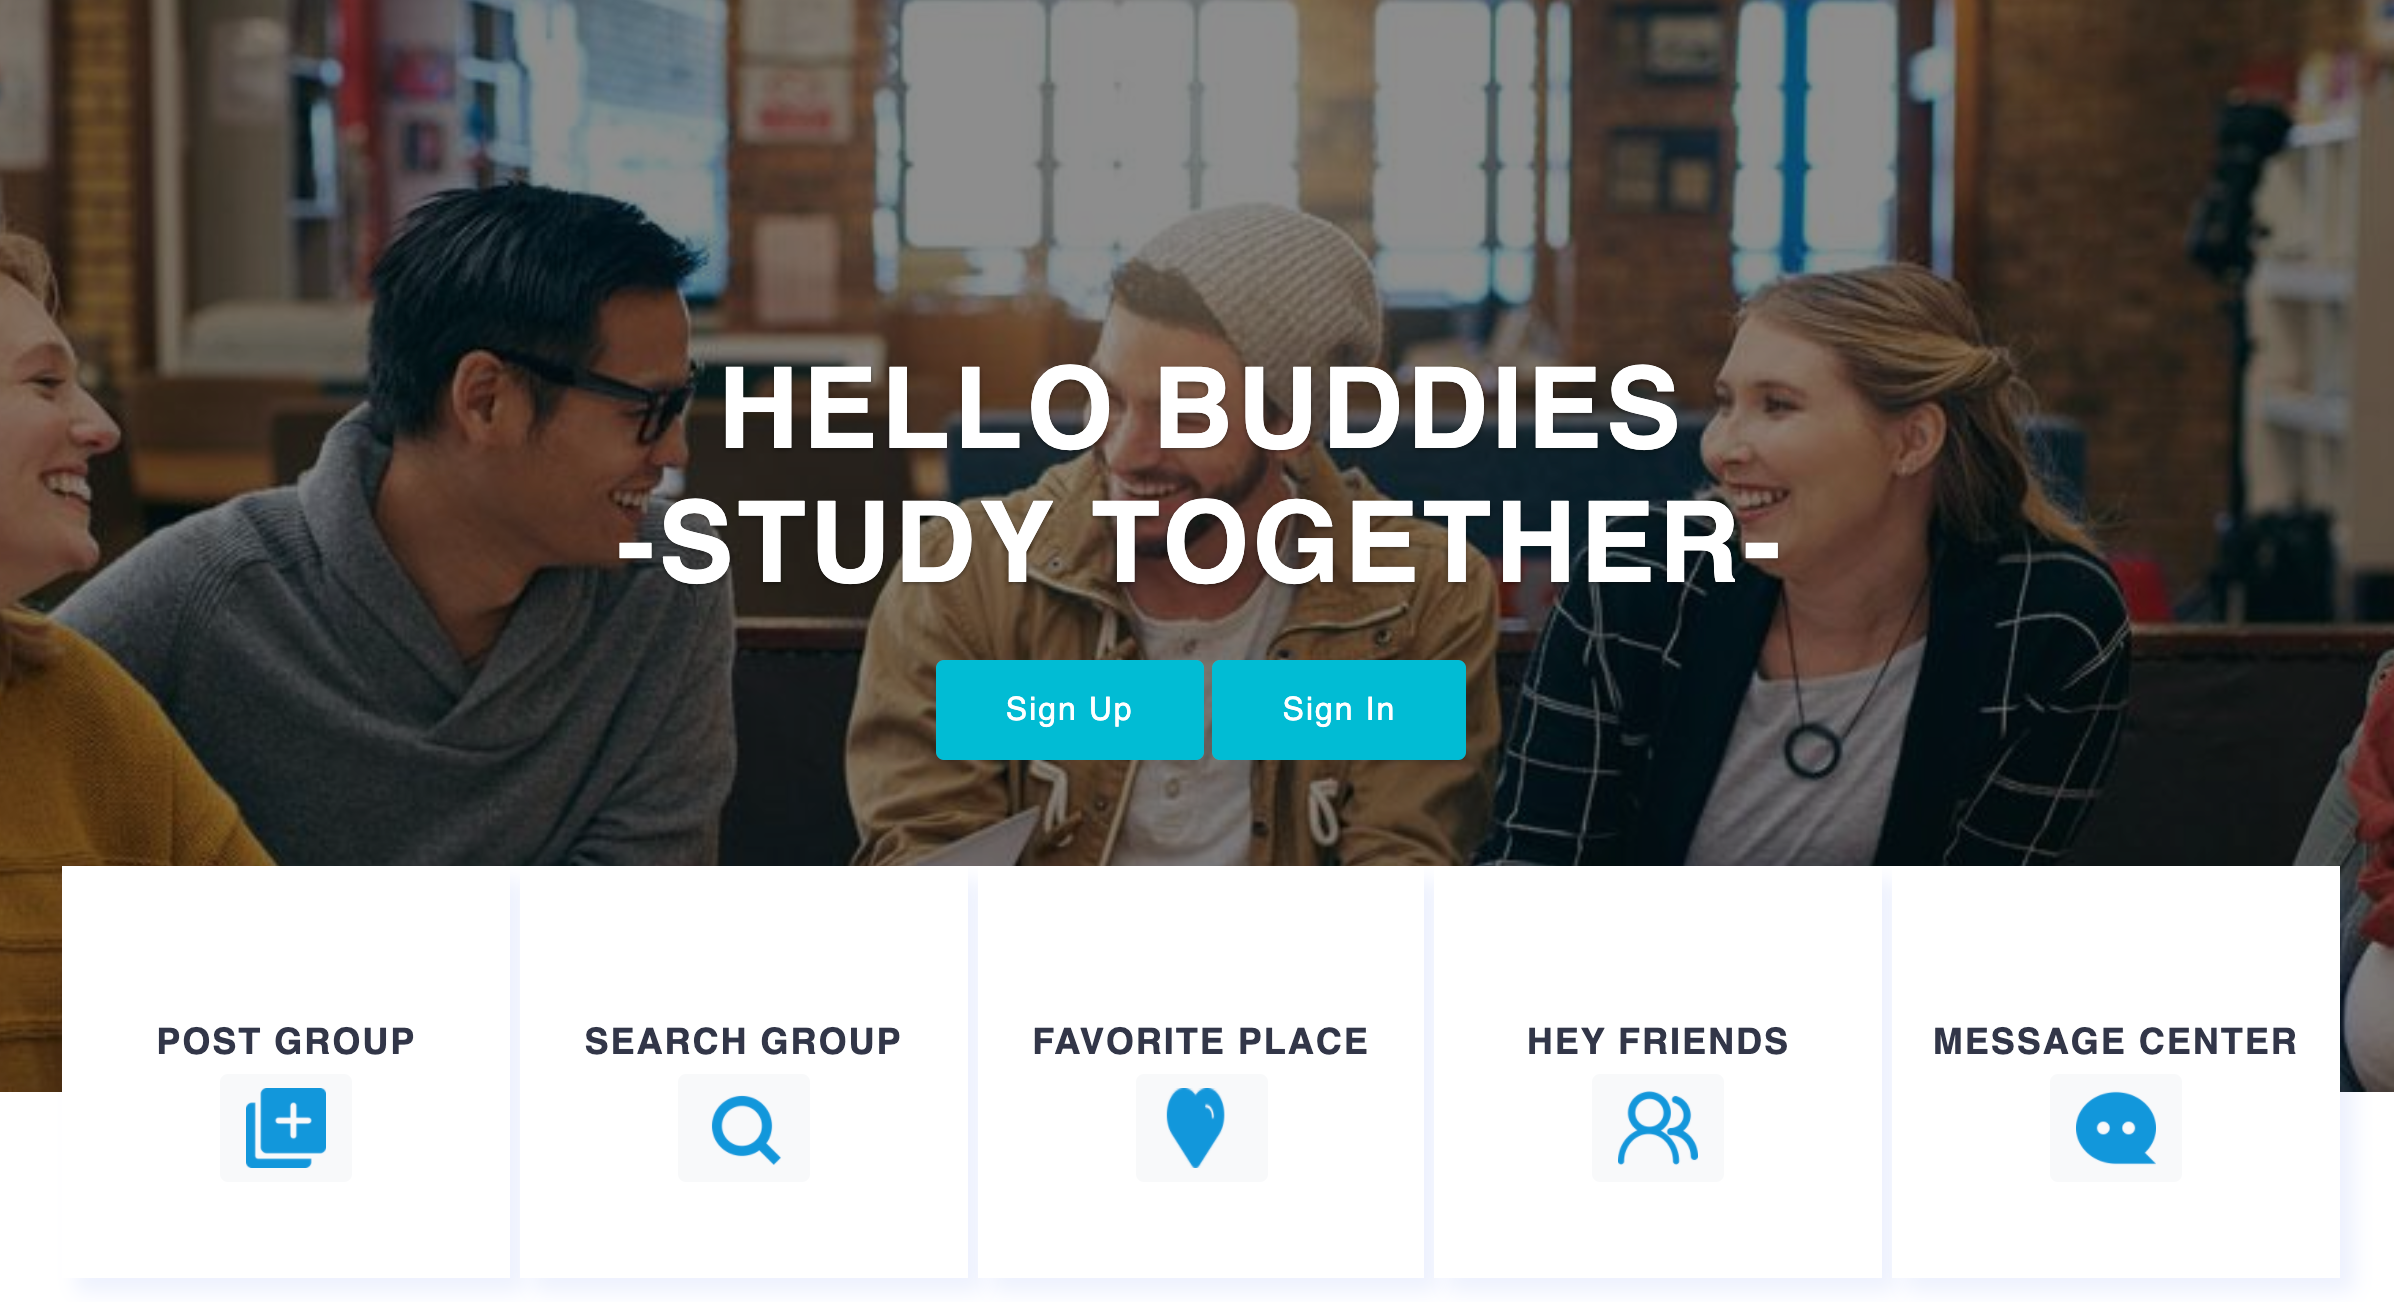 HELLO BUDDIES
-STUDY TOGETHER-
Sign Up
Sign In
POST GROUP
SEARCH GROUP
FAVORITE PLACE
HEY FRIENDS
MESSAGE CENTER